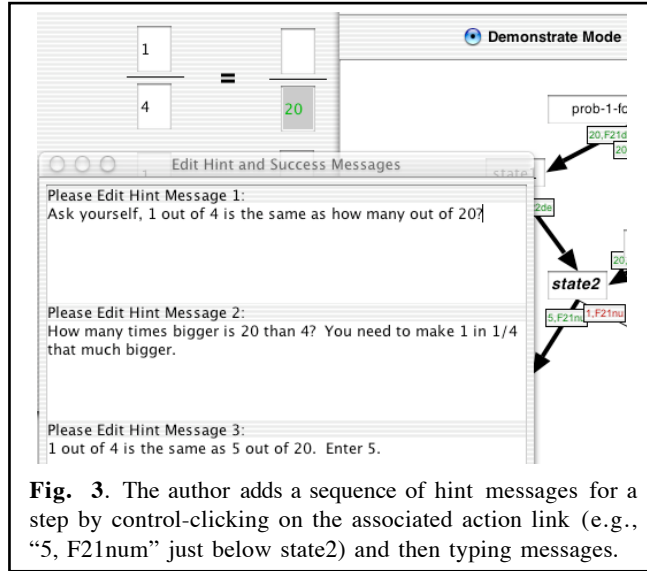 1
=
4
20
Demonstrate Mode
prob-1-fo
20,F21d
20
Edit Hint and Success Messages
state
Please Edit Hint Message 1:
Ask yourself, 1 out of 4 is the same as how many out of 20?
2de
20,
state2
5,F21nu
1,F21nu
Please Edit Hint Message 2:
How many times bigger is 20 than 4?  You need to make 1 in 1/4
that much bigger.
Please Edit Hint Message 3:
1 out of 4 is the same as 5 out of 20.  Enter 5.
Fig. 3. The author adds a sequence of hint messages for a
step by control-clicking on the associated action link (e.g.,
“5, F21num” just below state2) and then typing messages.